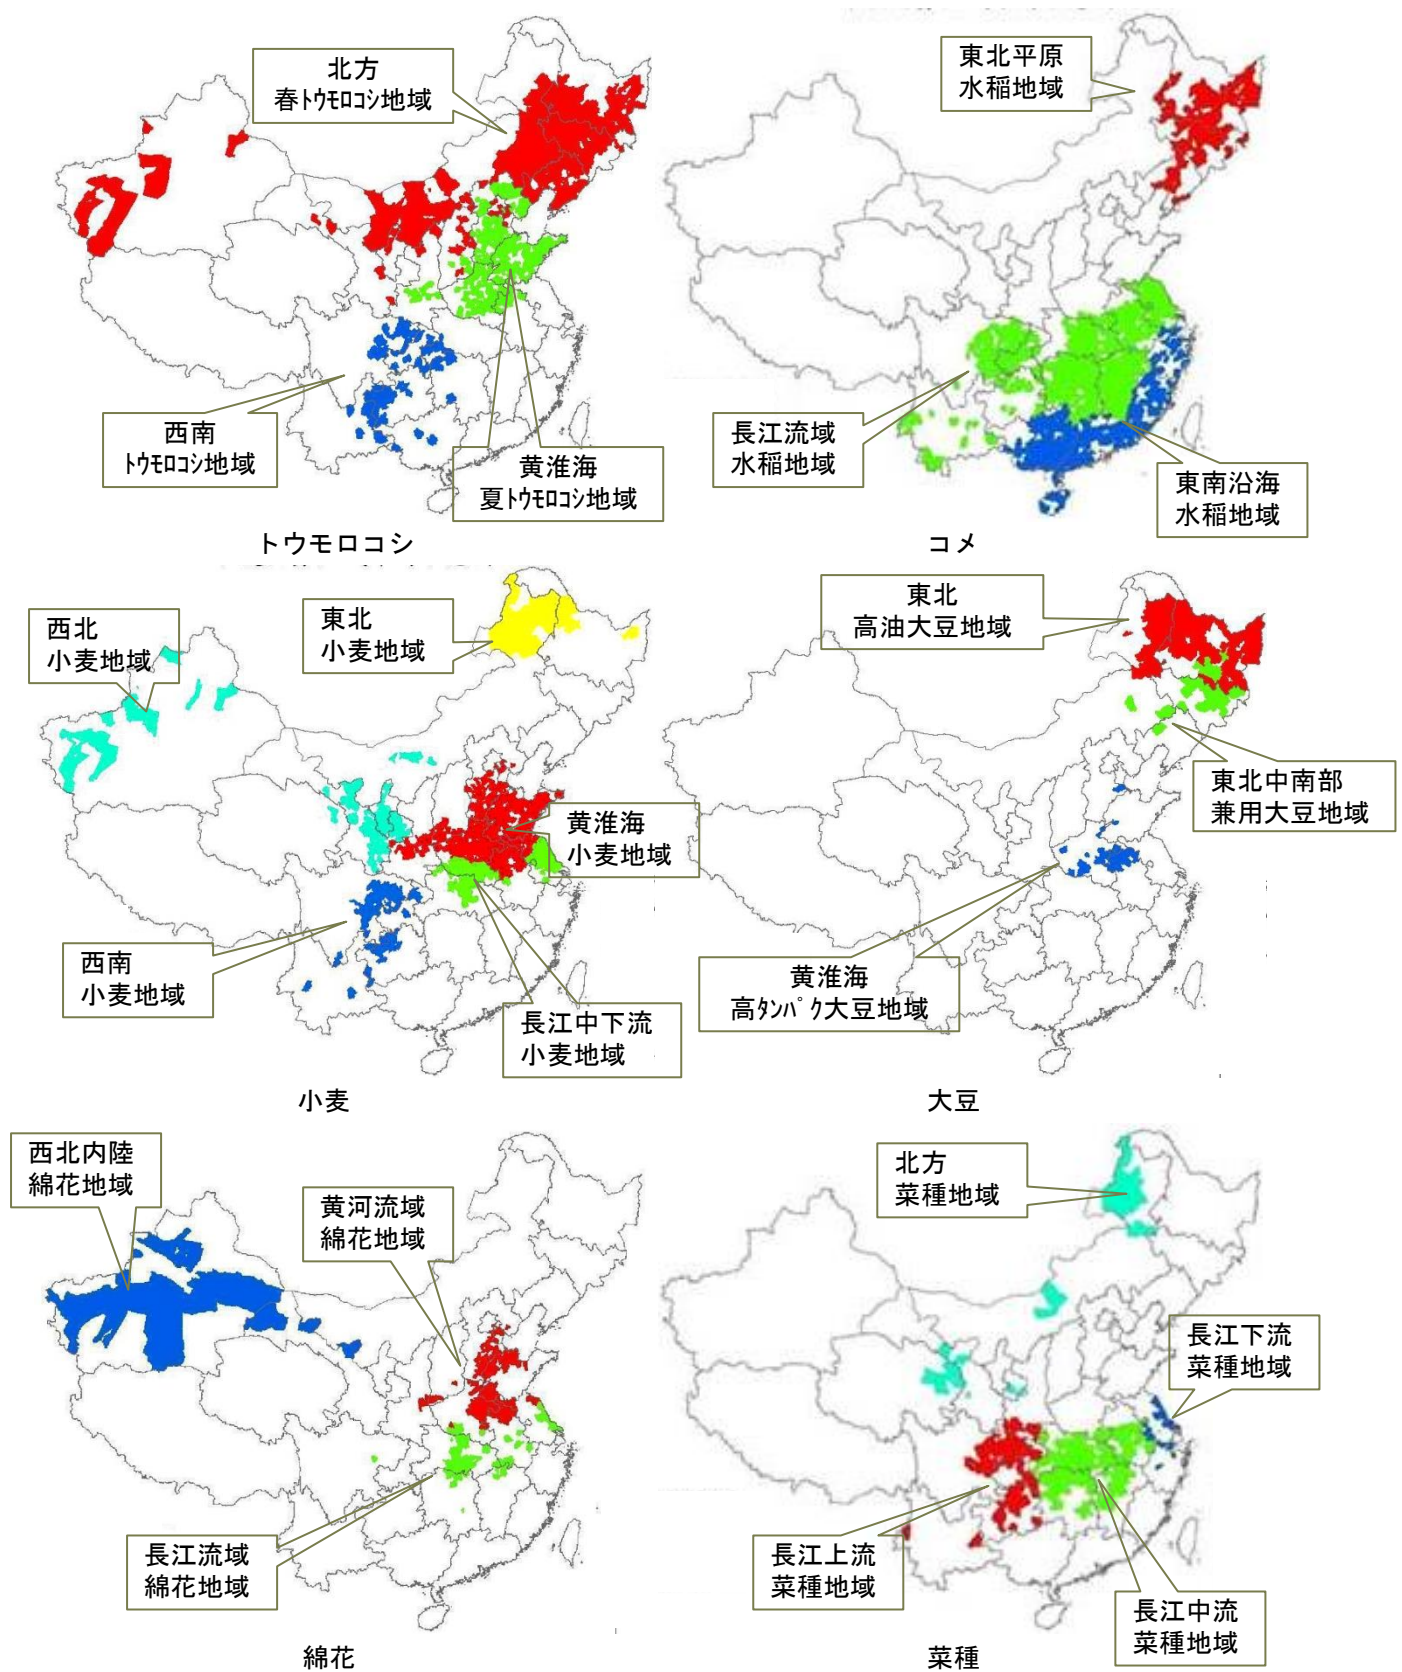 北方
春ﾄｳﾓﾛｺｼ地域
西南
ﾄｳﾓﾛｺｼ地域
黄淮海
夏ﾄｳﾓﾛｺｼ地域
トウモロコシ
東北平原
水稲地域
長江流域
水稲地域
東南沿海
水稲地域
コメ
西北
小麦地域
東北
小麦地域
黄淮海
小麦地域
西南
小麦地域
長江中下流
小麦地域
小麦
東北
高油大豆地域
東北中南部
兼用大豆地域
黄淮海
高ﾀﾝﾊﾟｸ大豆地域
大豆
西北内陸
綿花地域
黄河流域
綿花地域
長江流域
綿花地域
綿花
北方
菜種地域
長江下流
菜種地域
長江上流
菜種地域
長江中流
菜種地域
菜種